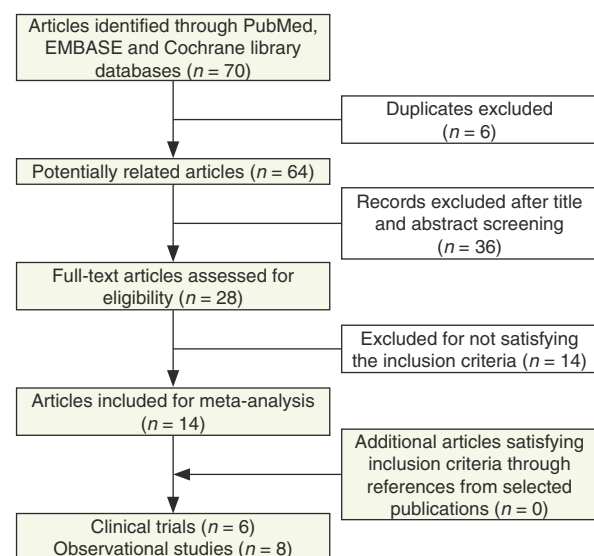 Articles identified through PubMed,
EMBASE and Cochrane library
databases (n = 70)
Duplicates excluded
(n = 6)
Potentially related articles (n = 64)
Records excluded after title
and abstract screening
(n = 36)
Full-text articles assessed for
eligibility (n = 28)
Excluded for not satisfying
the inclusion criteria (n = 14)
Articles included for meta-analysis
(n = 14)
Additional articles satisfying
inclusion criteria through
references from selected
publications (n = 0)
Clinical trials (n = 6)
Observational studies (n = 8)